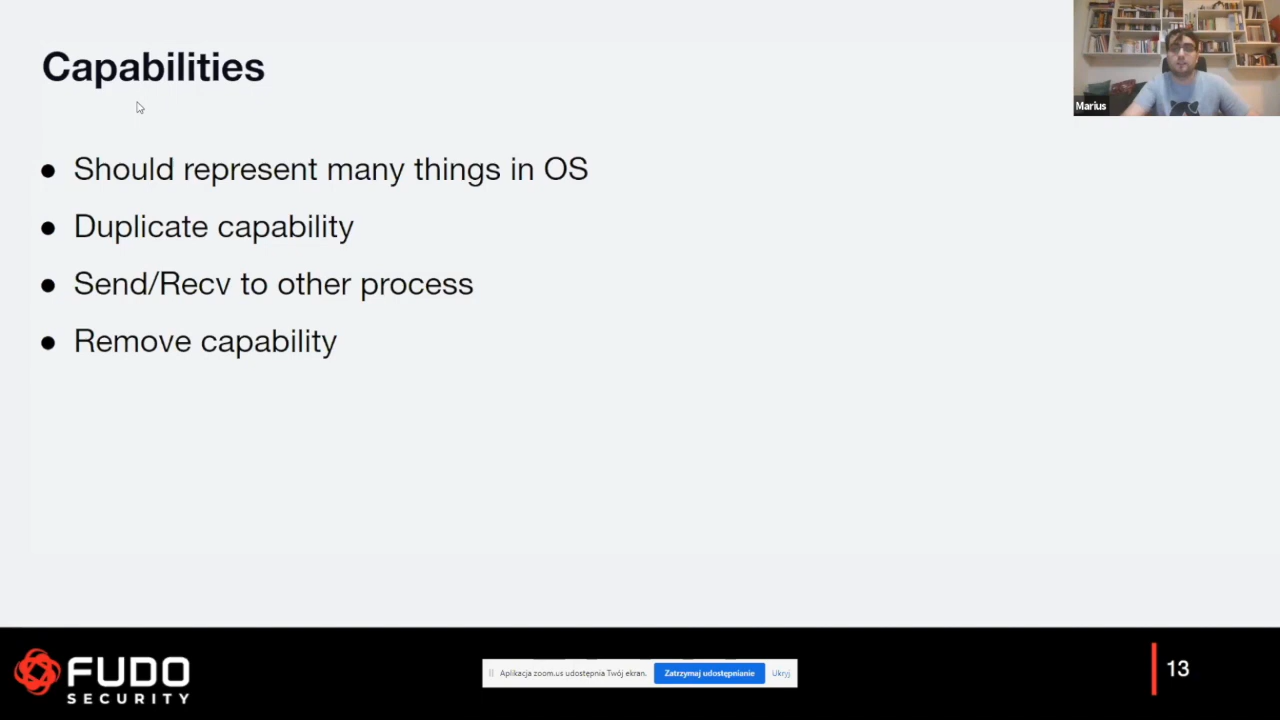 Capabilities
Marius
● Should represent many things in OS
● Duplicate capability
● Send/Recv to other process
● Remove capability
FUDO
SECURITY
Aplikacja zoom.us udostępnia Twój ekran. Zatrzymaj udostępnianie Ukryj
13